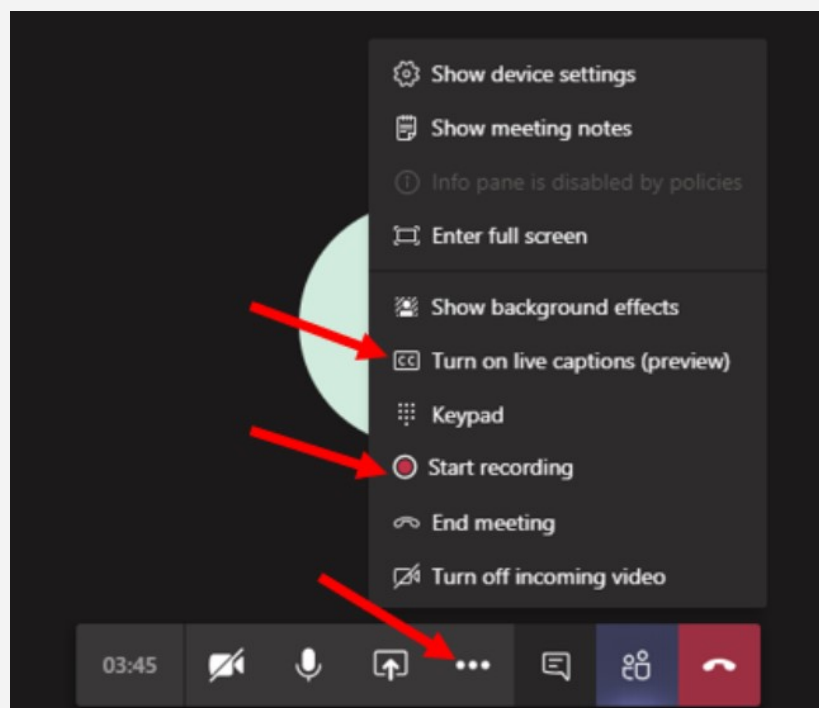 Show device settings
Show meeting notes
Info pane is disabled by policies
Enter full screen
Show background effects
CC Turn on live captions (preview)
Keypad
Start recording
End meeting
Turn off incoming video
03:45